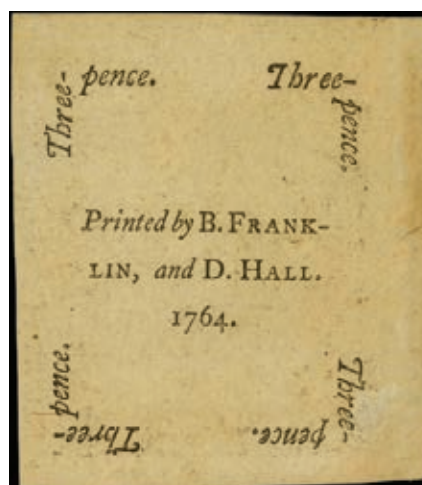 Three-pence. Three-pence.
Printed by B. FRANK-
LIN, and D. HALL.
1764.
Three-pence. Three-pence.